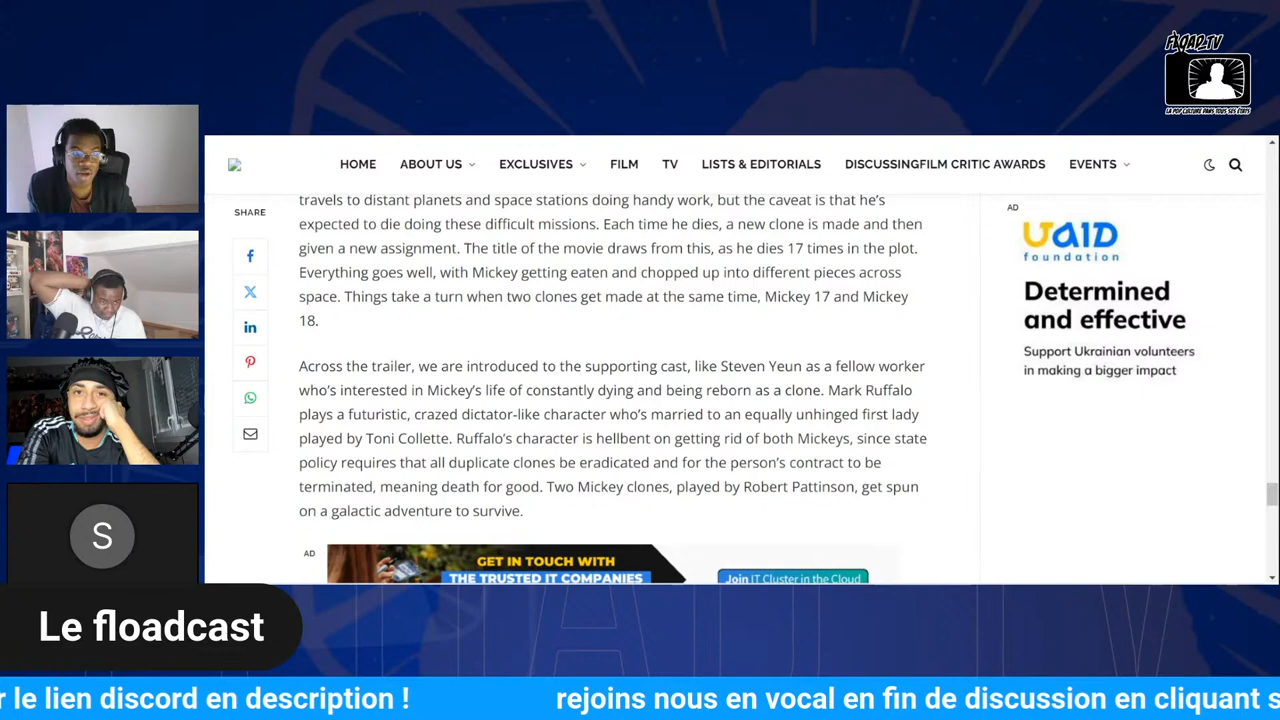 FLOAD.TV
LA POP CULTURE DANS TOUS SES ÉTATS
HOME ABOUT US EXCLUSIVES FILM TV LISTS & EDITORIALS DISCUSSINGFILM CRITIC AWARDS EVENTS
SHARE
travels to distant planets and space stations doing handy work, but the caveat is that he’s
expected to die doing these difficult missions. Each time he dies, a new clone is made and then
given a new assignment. The title of the movie draws from this, as he dies 17 times in the plot.
Everything goes well, with Mickey getting eaten and chopped up into different pieces across
space. Things take a turn when two clones get made at the same time, Mickey 17 and Mickey
18.
Across the trailer, we are introduced to the supporting cast, like Steven Yeun as a fellow worker
who’s interested in Mickey’s life of constantly dying and being reborn as a clone. Mark Ruffalo
plays a futuristic, crazed dictator-like character who’s married to an equally unhinged first lady
played by Toni Collette. Ruffalo’s character is hellbent on getting rid of both Mickeys, since state
policy requires that all duplicate clones be eradicated and for the person’s contract to be
terminated, meaning death for good. Two Mickey clones, played by Robert Pattinson, get spun
on a galactic adventure to survive.
AD
GET IN TOUCH WITH
THE TRUSTED IT COMPANIES
Join IT Cluster in the Cloud
AD
UAID
foundation
Determined
and effective
Support Ukrainian volunteers
in making a bigger impact
S
Le floadcast
r le lien discord en description ! rejoins nous en vocal en fin de discussion en cliquant s